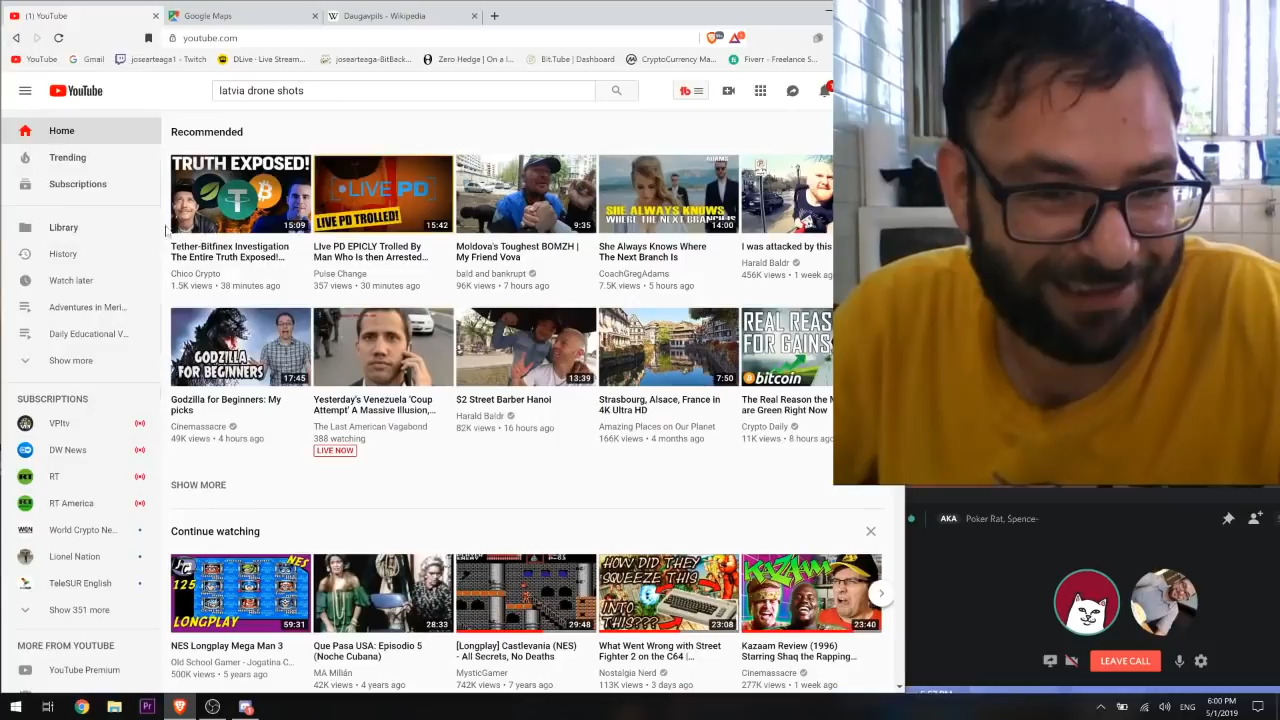 (1) YouTube
Google Maps
Daugavpils - Wikipedia
youtube.com
YouTube
Gmail
josearteaga1 - Twitch
DLive · Live Stream...
josearteaga-BitBack...
Zero Hedge | On a l...
Bit.Tube | Dashboard
CryptoCurrency Ma...
Fiverr - Freelance S...
YouTube
latvia drone shots
Home
Trending
Subscriptions
Library
History
Watch later
Adventures in Meri...
Daily Educational V...
Show more
SUBSCRIPTIONS
VPItv
DW News
RT
RT America
World Crypto Ne...
Lionel Nation
TeleSUR English
Show 351 more
MORE FROM YOUTUBE
YouTube Premium
Recommended
TRUTH EXPOSED!
15:09
LIVE PD
LIVE PD TROLLED!
15:42
9:35
ADAMS
SHE ALWAYS KNOWS
WHERE THE NEXT BRANCH IS
14:00
Tether-Bitfinex Investigation
The Entire Truth Exposed!...
Chico Crypto
1.5K views • 38 minutes ago
Live PD EPICLY Trolled By
Man Who Is then Arrested...
Pulse Change
357 views • 30 minutes ago
Moldova's Toughest BOMZH |
My Friend Vova
bald and bankrupt
96K views • 7 hours ago
She Always Knows Where
The Next Branch Is
CoachGregAdams
7.5K views • 5 hours ago
I was attacked by this
Harald Baldr
456K views • 1 week ag
GODZILLA
FOR BEGINNERS
17:45
13:39
7:50
REAL REAS
FOR GAINS
bitcoin
Godzilla for Beginners: My
picks
Cinemassacre
49K views • 4 hours ago
Yesterday's Venezuela 'Coup
Attempt' A Massive Illusion,...
The Last American Vagabond
388 watching
LIVE NOW
$2 Street Barber Hanoi
Harald Baldr
82K views • 16 hours ago
Strasbourg, Alsace, France in
4K Ultra HD
Amazing Places on Our Planet
166K views • 4 months ago
The Real Reason the M
are Green Right Now
Crypto Daily
11K views • 8 hours ag
SHOW MORE
Continue watching
NES
125
LONGPLAY
59:31
28:33
29:48
HOW DID THEY
SQUEEZE THIS
INTO
THIS???
23:08
KAZAAM
23:40
NES Longplay Mega Man 3
Old School Gamer - Jogatina C...
500K views • 5 years ago
Que Pasa USA: Episodio 5
(Noche Cubana)
MA Milián
42K views • 4 years ago
[Longplay] Castlevania (NES)
- All Secrets, No Deaths
MysticGamer
742K views • 7 years ago
What Went Wrong with Street
Fighter 2 on the C64 |...
Nostalgia Nerd
113K views • 3 days ago
Kazaam Review (1996)
Starring Shaq the Rapping...
Cinemassacre
277K views • 1 week ago
AKA Poker Rat, Spence-
LEAVE CALL
5:57 PM
ENG
6:00 PM
5/1/2019